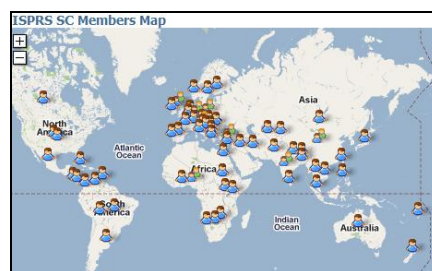 ISPRS SC Members Map
+
−
Asia
North
America
Atlantic
Ocean
Africa
South
America
Indian
Ocean
Australia